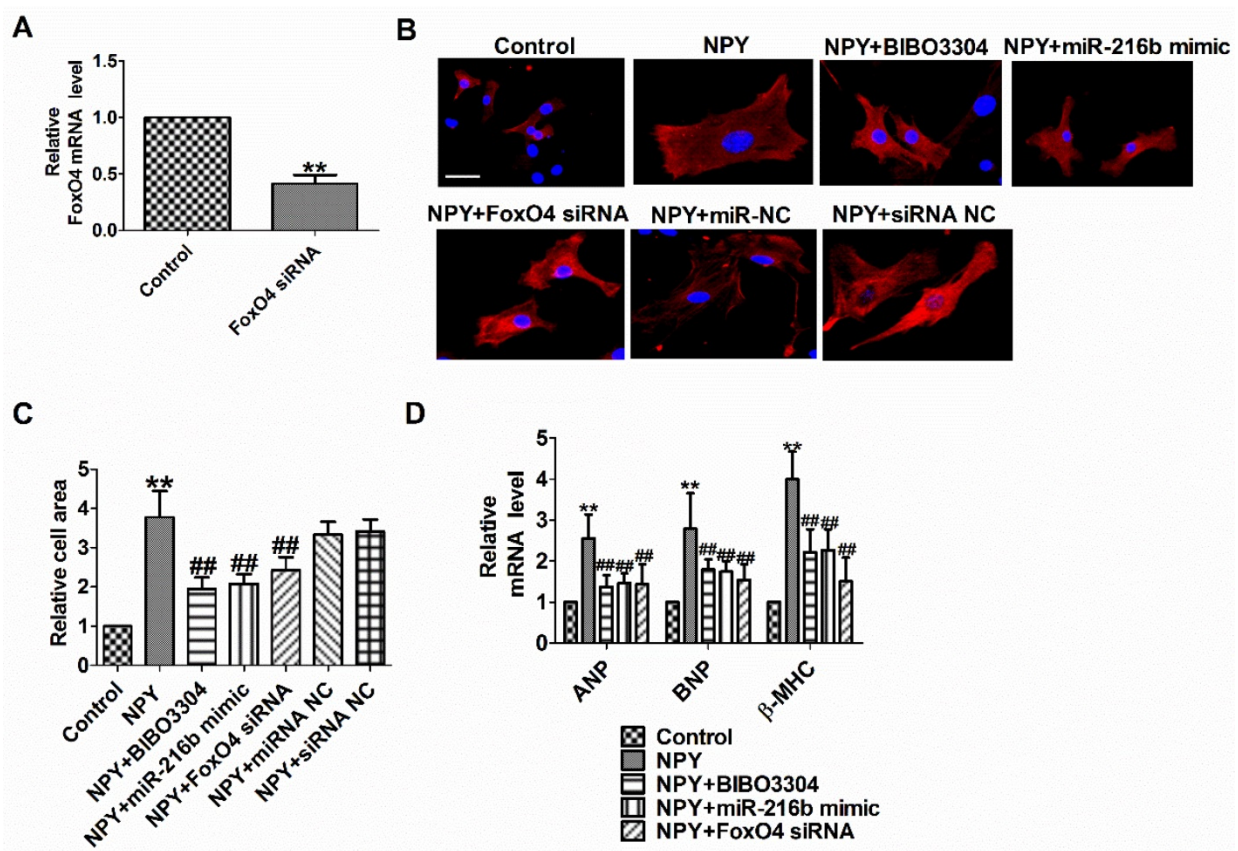 A
Relative
FoxO4 mRNA level
1.5
1.0
0.5
0.0
**
Control
FoxO4 siRNA
B
Control
NPY
NPY+BIBO3304
NPY+miR-216b mimic
NPY+FoxO4 siRNA
NPY+miR-NC
NPY+siRNA NC
C
Relative cell area
5
4
3
2
1
0
**
##
##
##
Control
NPY
NPY+BIBO3304
NPY+miR-216b mimic
NPY+FoxO4 siRNA
NPY+miRNA NC
NPY+siRNA NC
D
Relative
mRNA level
5
4
3
2
1
0
**
##
##
##
**
##
##
##
**
##
##
##
ANP
BNP
β-MHC
Control
NPY
NPY+BIBO3304
NPY+miR-216b mimic
NPY+FoxO4 siRNA